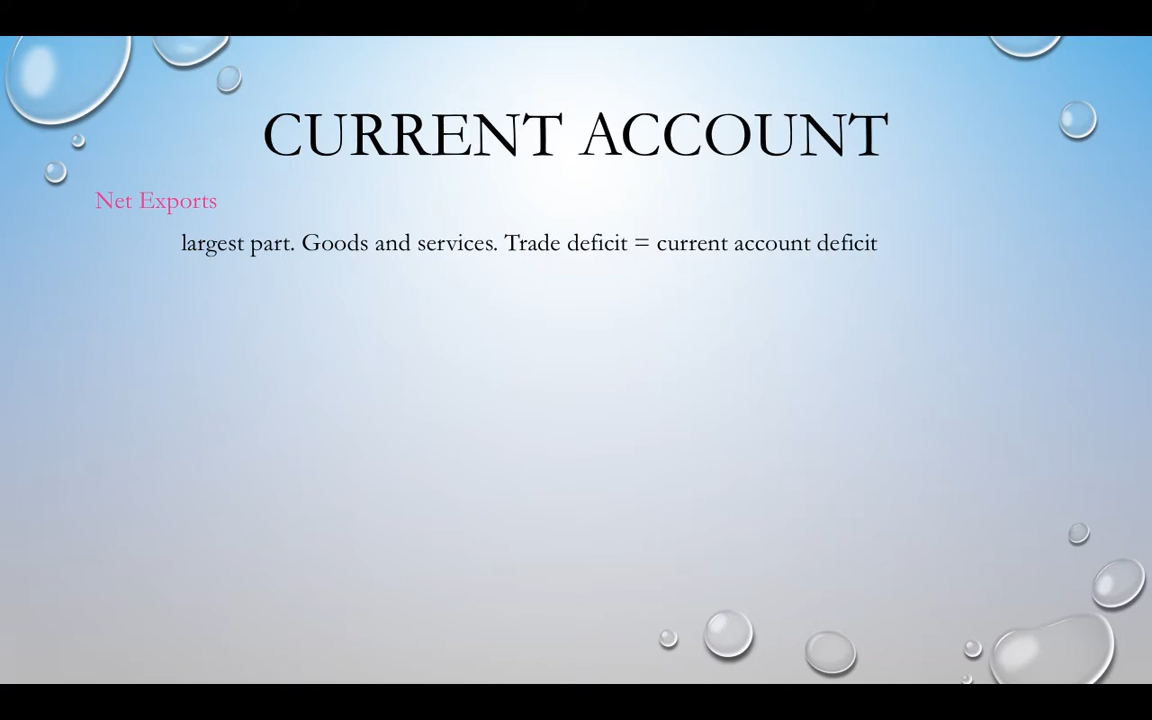 CURRENT ACCOUNT
Net Exports
largest part. Goods and services. Trade deficit = current account deficit